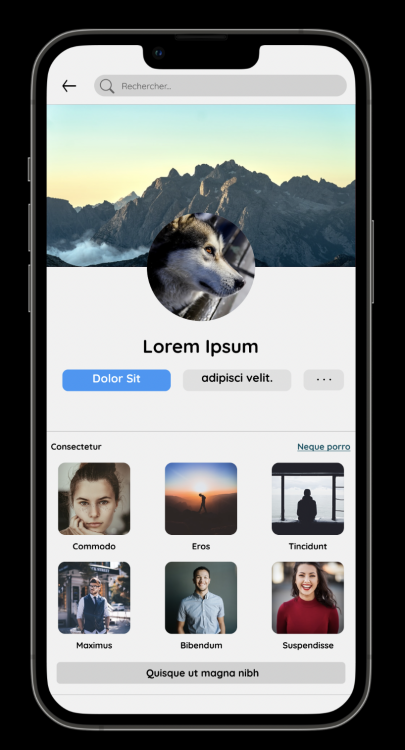 Rechercher...
Lorem Ipsum
Dolor Sit
adipisci velit.
...
Consectetur
Neque porro
Commodo
Eros
Tincidunt
Maximus
Bibendum
Suspendisse
Quisque ut magna nibh